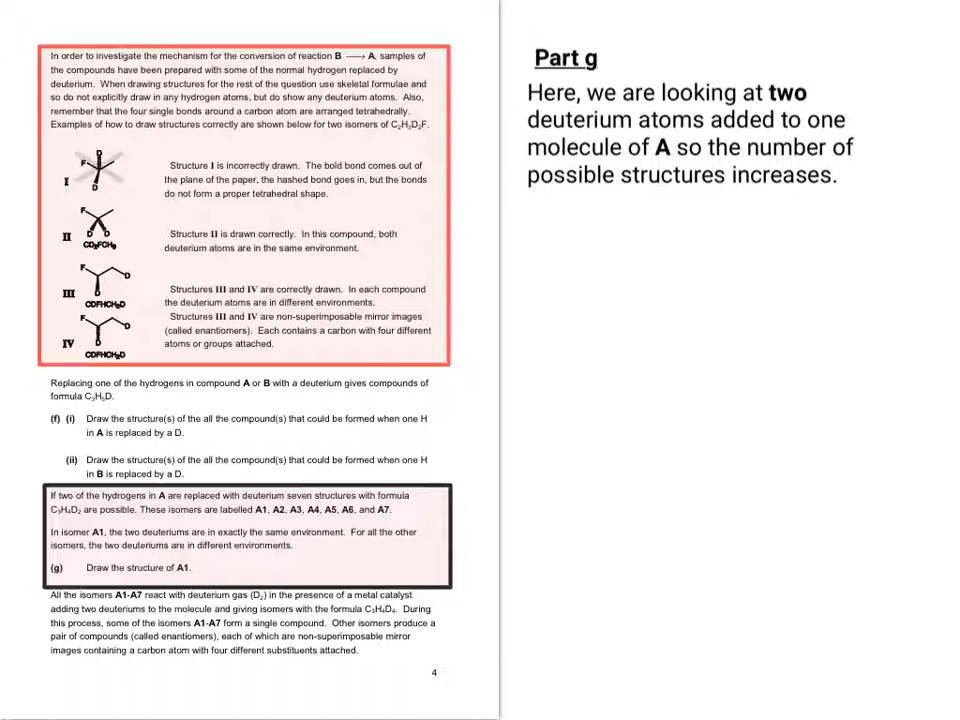 In order to investigate the mechanism for the conversion of reaction B ⟶ A, samples of
the compounds have been prepared with some of the normal hydrogen replaced by
deuterium. When drawing structures for the rest of the question use skeletal formulae and
so do not explicitly draw in any hydrogen atoms, but do show any deuterium atoms. Also,
remember that the four single bonds around a carbon atom are arranged tetrahedrally.
Examples of how to draw structures correctly are shown below for two isomers of C₂H₃D₂F.
D
F
D
I
Structure I is incorrectly drawn. The bold bond comes out of
the plane of the paper, the hashed bond goes in, but the bonds
do not form a proper tetrahedral shape.
F
D D
II
CD₂FCH₃
Structure II is drawn correctly. In this compound, both
deuterium atoms are in the same environment.
F
D
D
III
CDFHCH₂D
Structures III and IV are correctly drawn. In each compound
the deuterium atoms are in different environments.
F
D
D
IV
CDFHCH₂D
Structures III and IV are non-superimposable mirror images
(called enantiomers). Each contains a carbon with four different
atoms or groups attached.
Replacing one of the hydrogens in compound A or B with a deuterium gives compounds of
formula C₃H₅D.
(f) (i) Draw the structure(s) of the all the compound(s) that could be formed when one H
in A is replaced by a D.
(ii) Draw the structure(s) of the all the compound(s) that could be formed when one H
in B is replaced by a D.
If two of the hydrogens in A are replaced with deuterium seven structures with formula
C₃H₄D₂ are possible. These isomers are labelled A1, A2, A3, A4, A5, A6, and A7.
In isomer A1, the two deuteriums are in exactly the same environment. For all the other
isomers, the two deuteriums are in different environments.
(g) Draw the structure of A1.
All the isomers A1-A7 react with deuterium gas (D₂) in the presence of a metal catalyst
adding two deuteriums to the molecule and giving isomers with the formula C₃H₄D₄. During
this process, some of the isomers A1-A7 form a single compound. Other isomers produce a
pair of compounds (called enantiomers), each of which are non-superimposable mirror
images containing a carbon atom with four different substituents attached.
4
Part g
Here, we are looking at two
deuterium atoms added to one
molecule of A so the number of
possible structures increases.